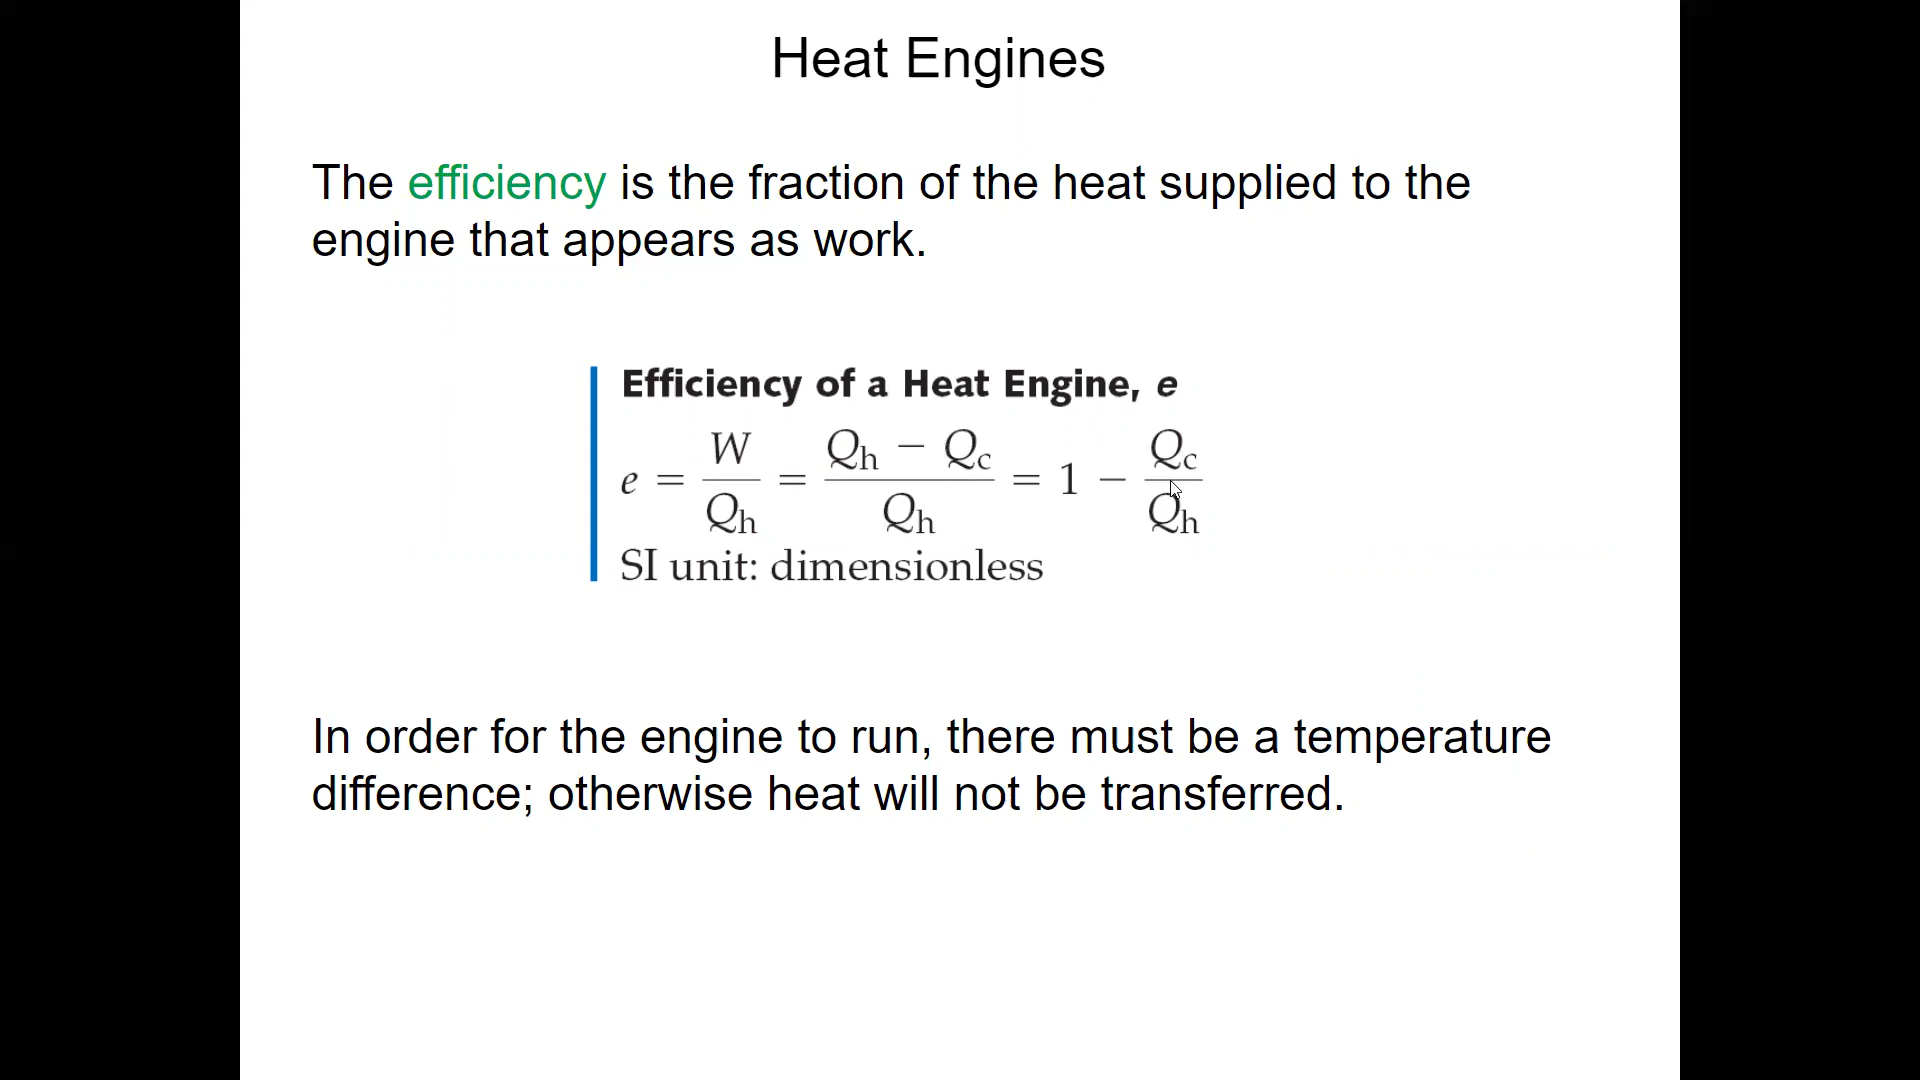 Heat Engines
The efficiency is the fraction of the heat supplied to the
engine that appears as work.
Efficiency of a Heat Engine, e
e = W/Qh = (Qh − Qc)/Qh = 1 − Qc/Qh
SI unit: dimensionless
In order for the engine to run, there must be a temperature
difference; otherwise heat will not be transferred.